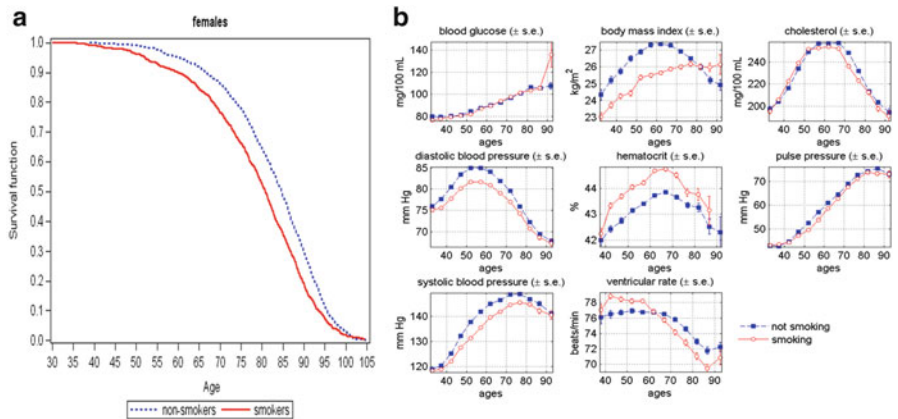 a
females
Survival function
1.0
0.9
0.8
0.7
0.6
0.5
0.4
0.3
0.2
0.1
0.0
30 35 40 45 50 55 60 65 70 75 80 85 90 95 100 105
Age
non-smokers smokers
b
blood glucose (± s.e.)
mg/100 mL
140
120
100
80
40 50 60 70 80 90
ages
body mass index (± s.e.)
kg/m²
27
26
25
24
23
40 50 60 70 80 90
ages
cholesterol (± s.e.)
mg/100 mL
240
220
200
40 50 60 70 80 90
ages
diastolic blood pressure (± s.e.)
mm Hg
85
80
75
70
40 50 60 70 80 90
ages
hematocrit (± s.e.)
%
44
43
42
40 50 60 70 80 90
ages
pulse pressure (± s.e.)
mm Hg
70
60
50
40 50 60 70 80 90
ages
systolic blood pressure (± s.e.)
mm Hg
140
130
120
40 50 60 70 80 90
ages
ventricular rate (± s.e.)
beats/min
78
76
74
72
70
40 50 60 70 80 90
ages
not smoking
smoking